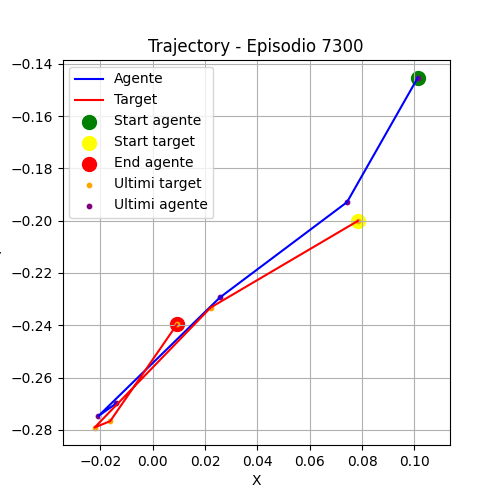 Trajectory - Episodio 7300
Agente
Target
Start agente
Start target
End agente
Ultimi target
Ultimi agente
−0.14
−0.16
−0.18
−0.20
−0.22
−0.24
−0.26
−0.28
−0.02 0.00 0.02 0.04 0.06 0.08 0.10
X